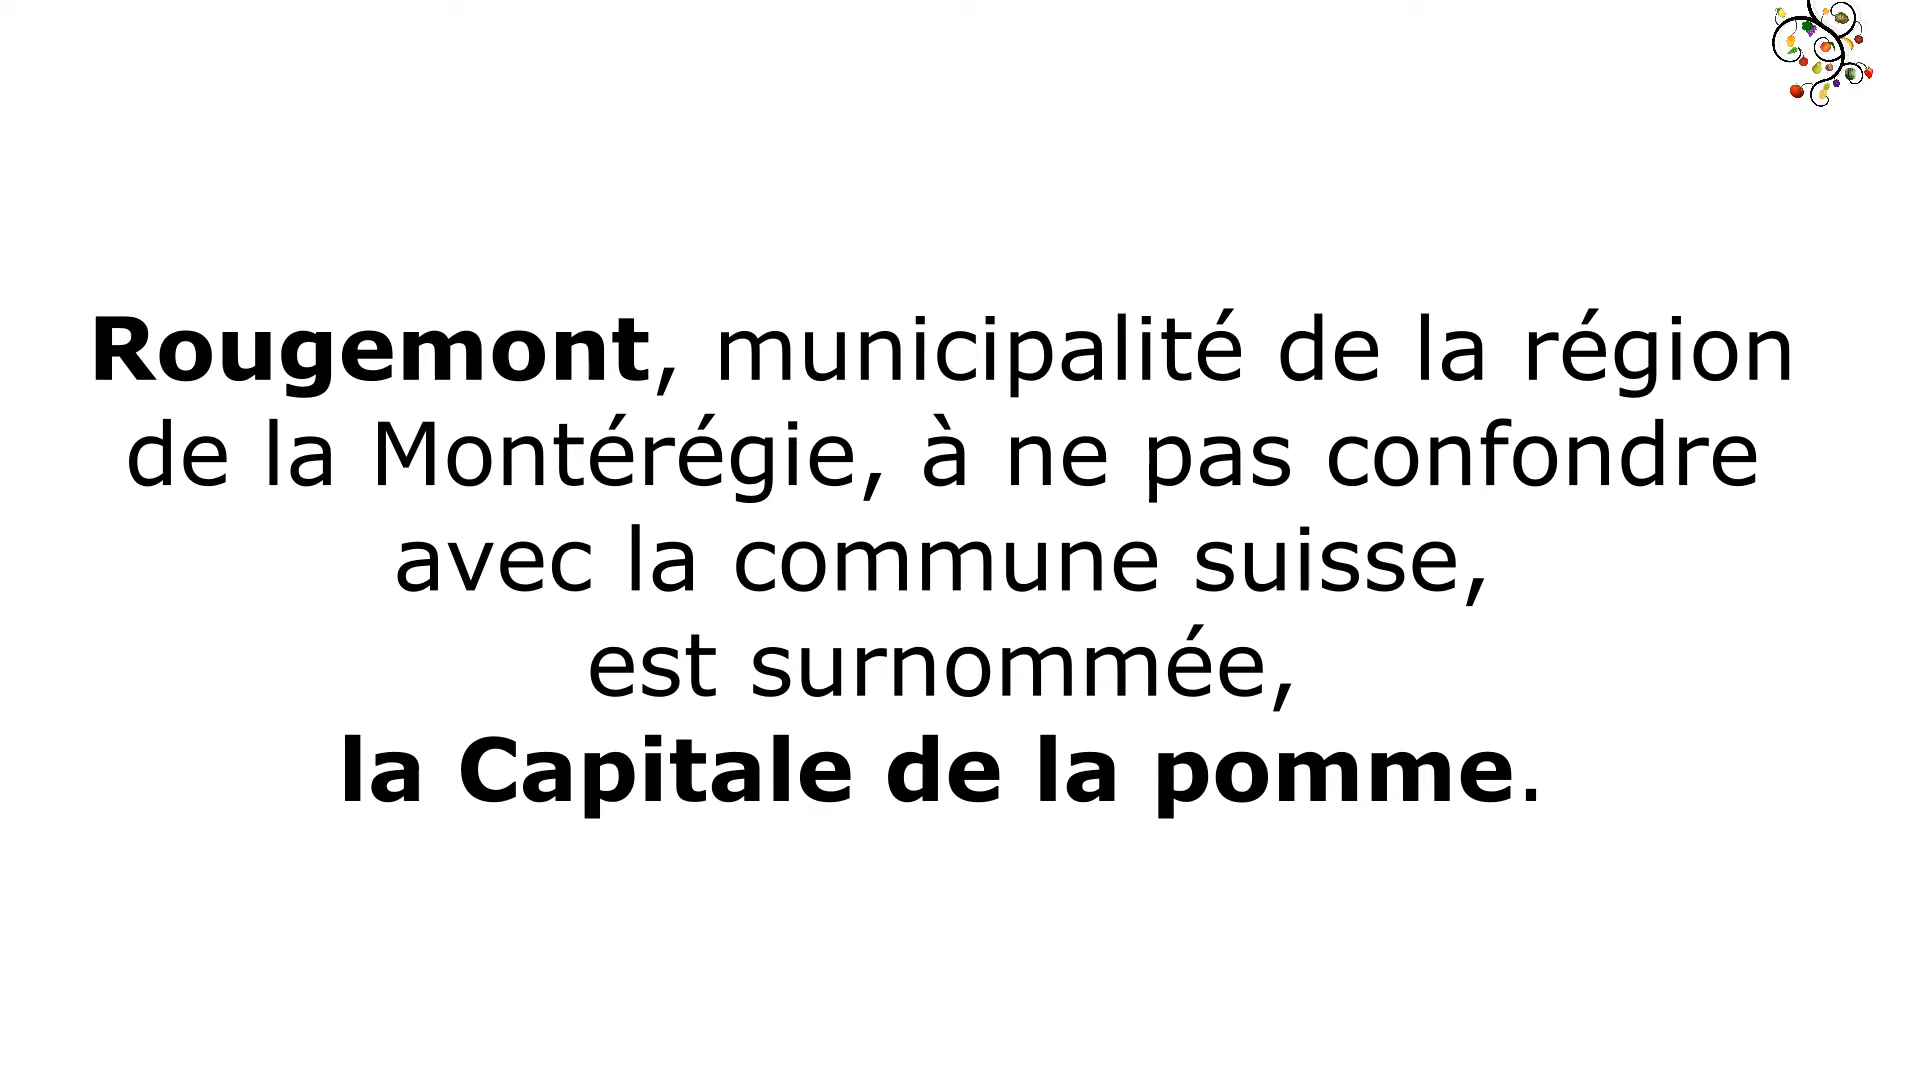 Rougemont, municipalité de la région
de la Montérégie, à ne pas confondre
avec la commune suisse,
est surnommée,
la Capitale de la pomme.